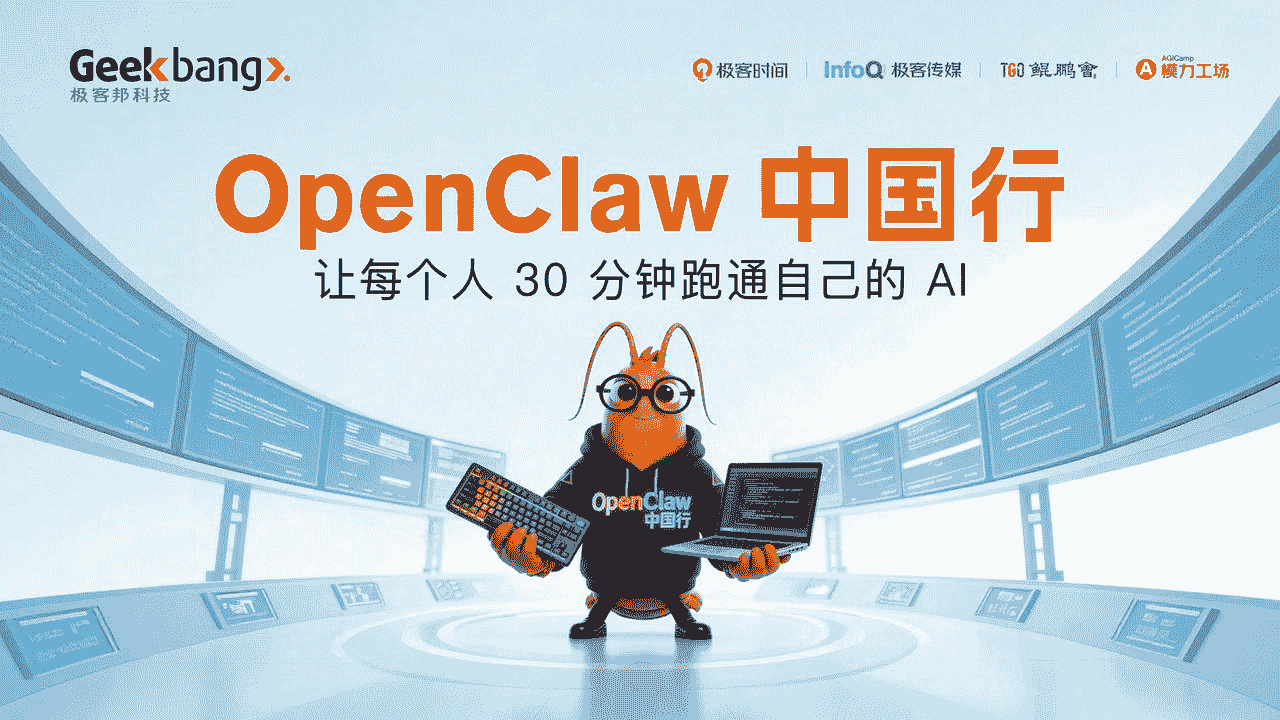 Geekbang>.
极客邦科技
极客时间
InfoQ 极客传媒
TGO 鲲鹏會
AGICamp
模力工场
OpenClaw 中国行
让每个人 30 分钟跑通自己的 AI
OpenClaw
中国行